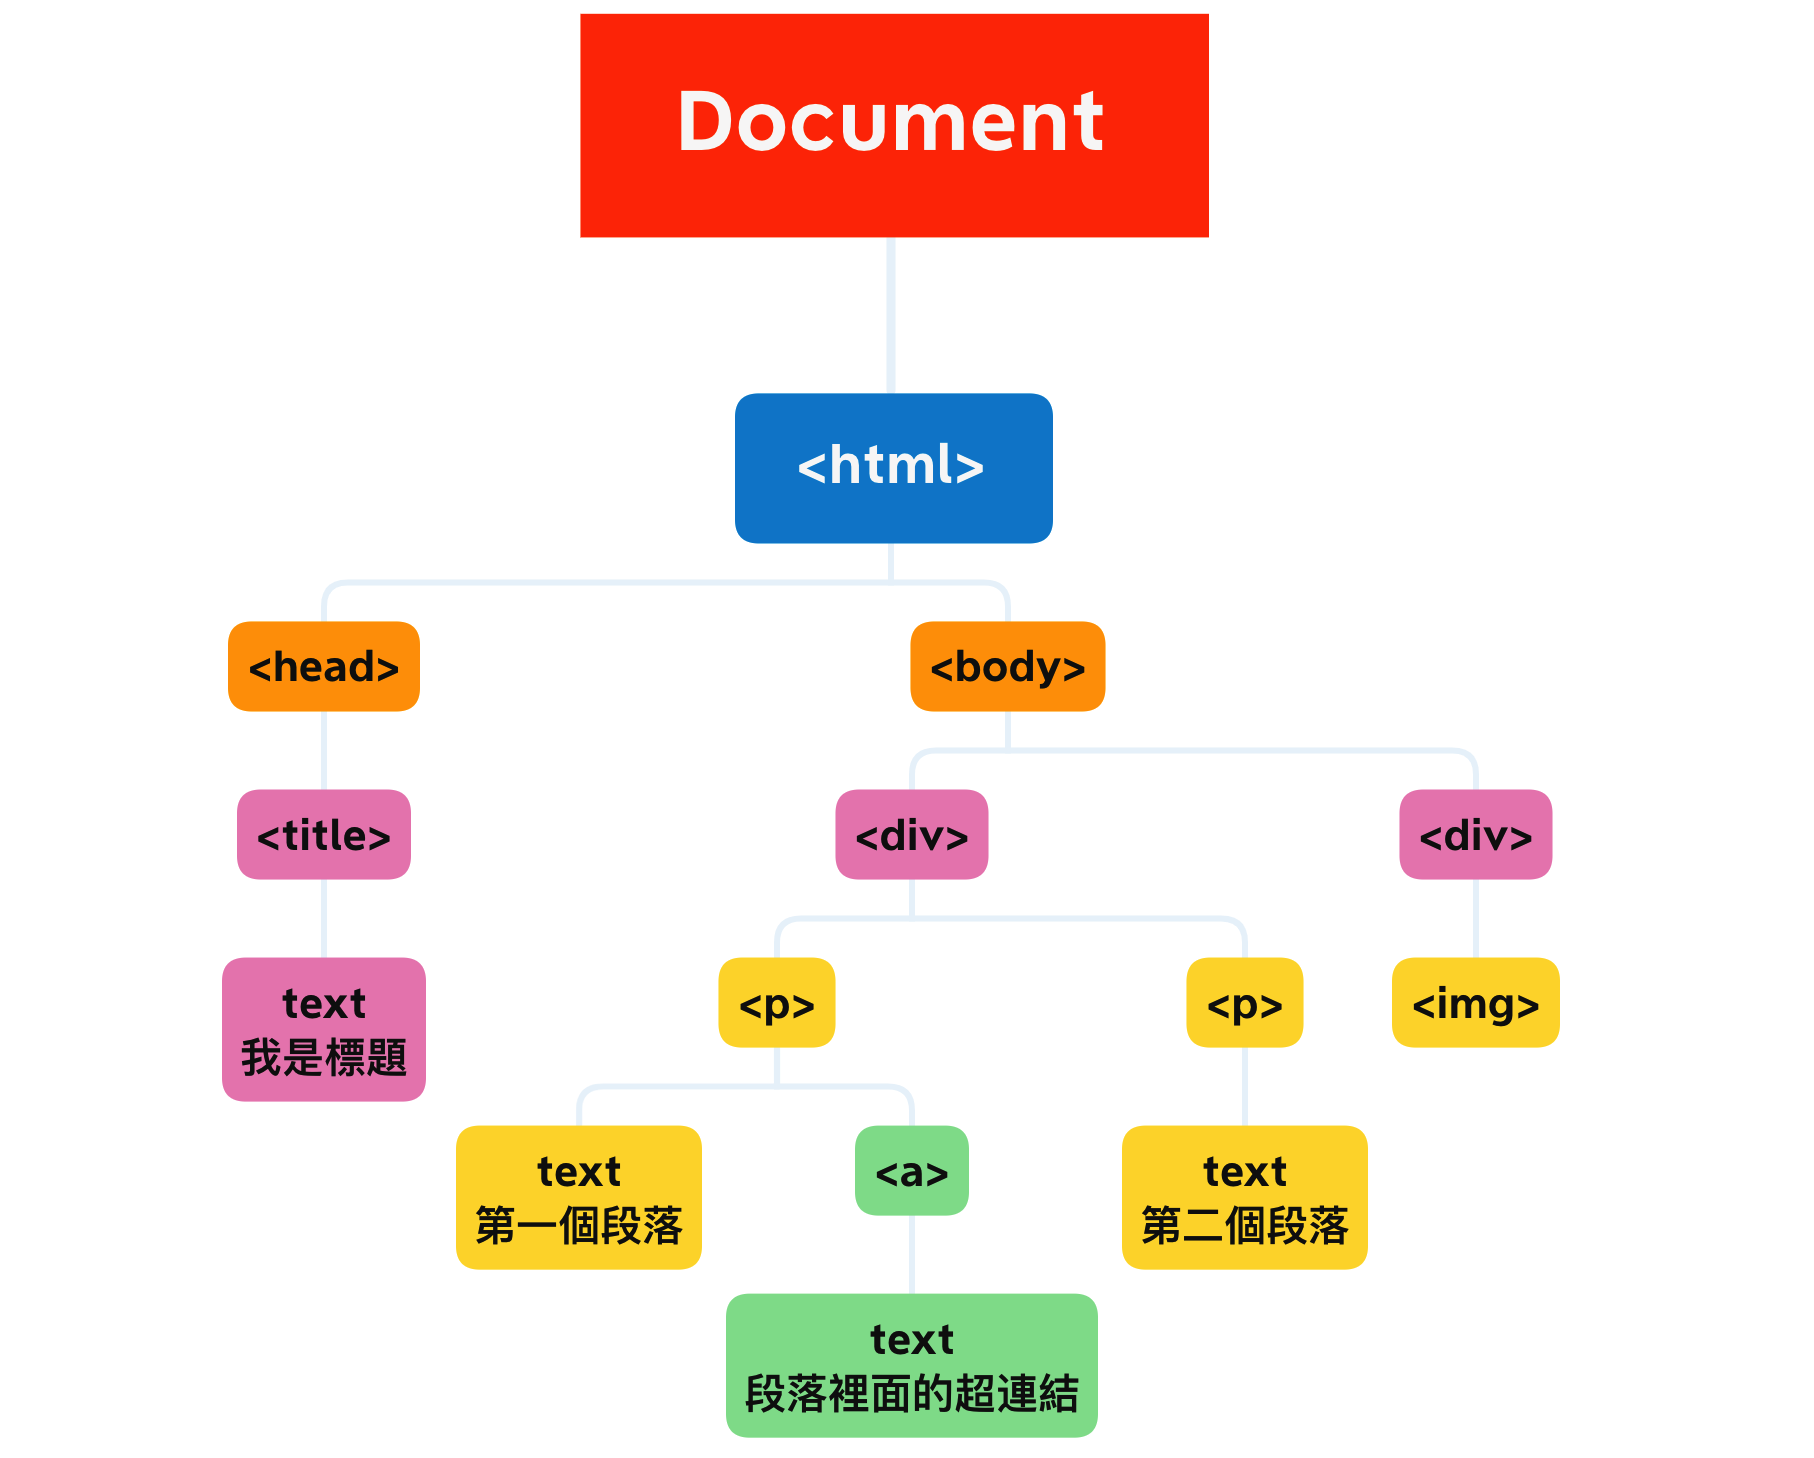 Document
<html>
<head>
<body>
<title>
<div>
<div>
text
我是標題
<p>
<p>
<img>
text
第一個段落
<a>
text
第二個段落
text
段落裡面的超連結